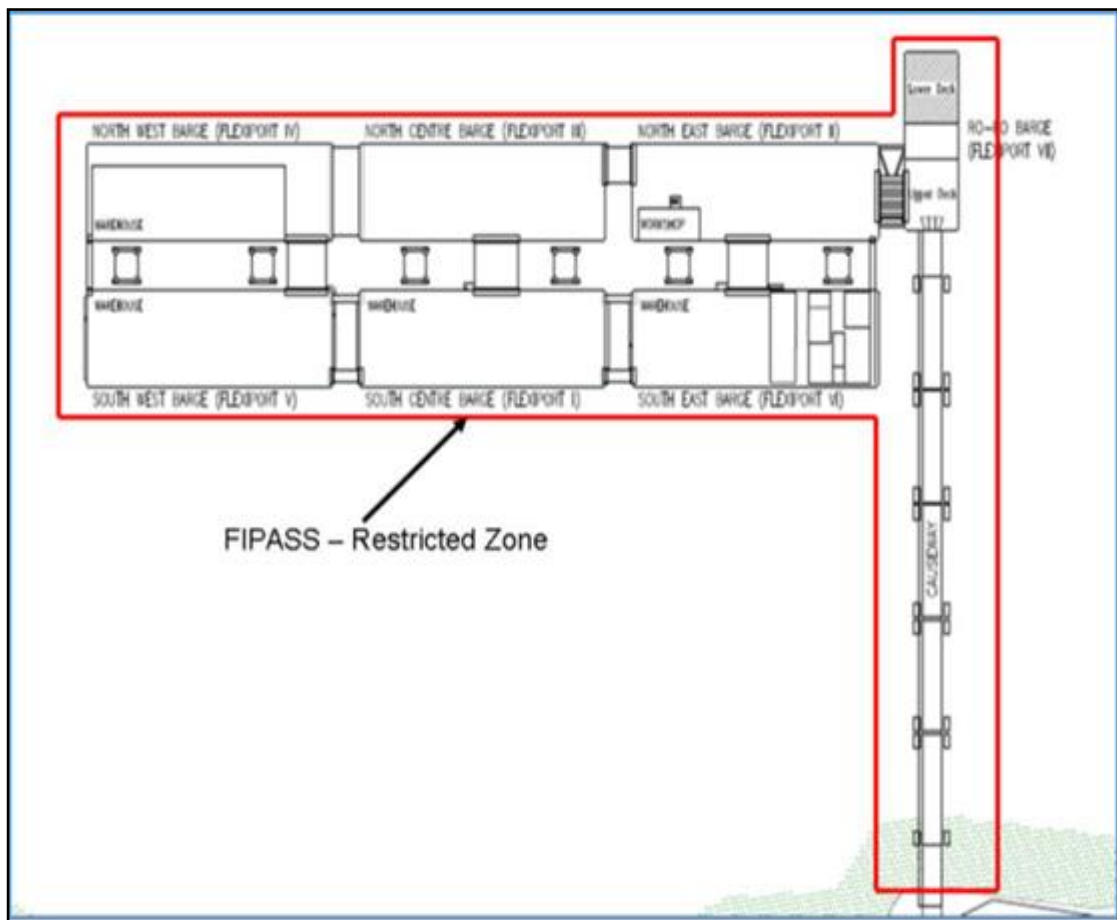 Lower Deck
NORTH WEST BARGE (FLEXIPORT IV)
NORTH CENTRE BARGE (FLEXIPORT III)
NORTH EAST BARGE (FLEXIPORT II)
RO-RO BARGE
(FLEXIPORT VII)
Upper Deck
WAREHOUSE
WORKSHOP
WAREHOUSE
WAREHOUSE
WAREHOUSE
SOUTH WEST BARGE (FLEXIPORT V)
SOUTH CENTRE BARGE (FLEXIPORT I)
SOUTH EAST BARGE (FLEXIPORT VI)
FIPASS – Restricted Zone
CAUSEWAY